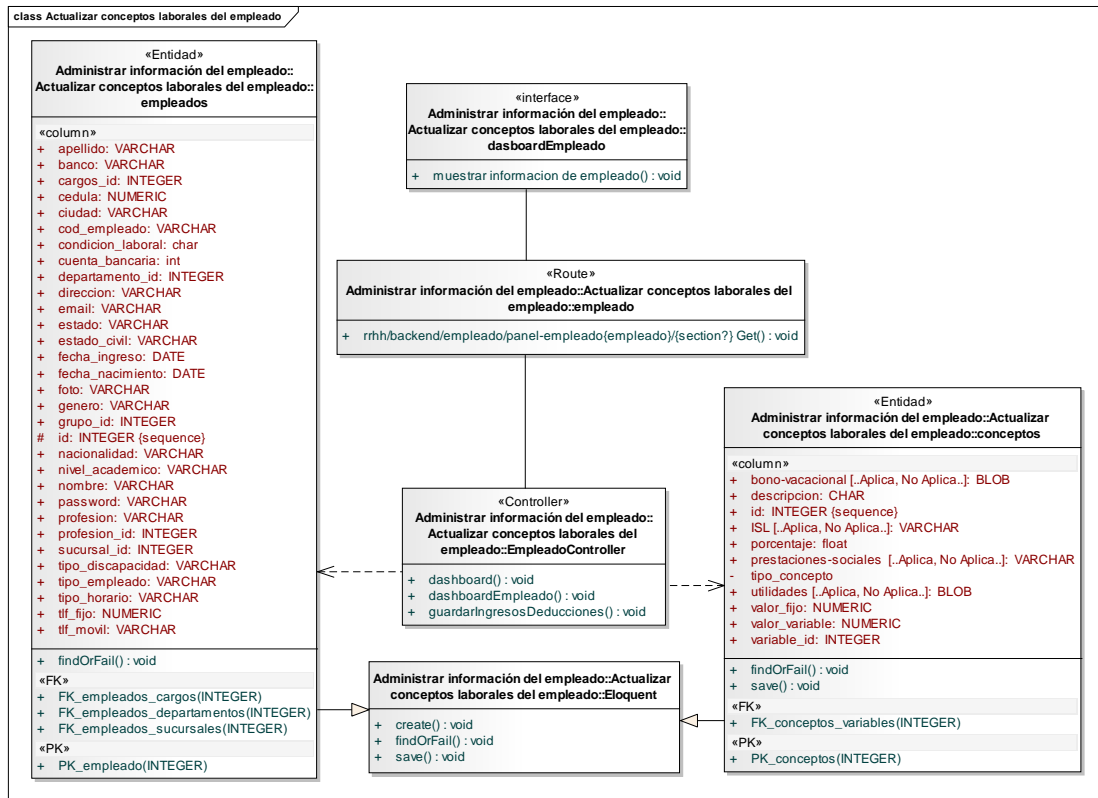 class Actualizar conceptos laborales del empleado
«Entidad»
Administrar información del empleado::
Actualizar conceptos laborales del empleado::
empleados
«column»
+ apellido: VARCHAR
+ banco: VARCHAR
+ cargos_id: INTEGER
+ cedula: NUMERIC
+ ciudad: VARCHAR
+ cod_empleado: VARCHAR
+ condicion_laboral: char
+ cuenta_bancaria: int
+ departamento_id: INTEGER
+ direccion: VARCHAR
+ email: VARCHAR
+ estado: VARCHAR
+ estado_civil: VARCHAR
+ fecha_ingreso: DATE
+ fecha_nacimiento: DATE
+ foto: VARCHAR
+ genero: VARCHAR
+ grupo_id: INTEGER
# id: INTEGER {sequence}
+ nacionalidad: VARCHAR
+ nivel_academico: VARCHAR
+ nombre: VARCHAR
+ password: VARCHAR
+ profesion: VARCHAR
+ profesion_id: INTEGER
+ sucursal_id: INTEGER
+ tipo_discapacidad: VARCHAR
+ tipo_empleado: VARCHAR
+ tipo_horario: VARCHAR
+ tlf_fijo: NUMERIC
+ tlf_movil: VARCHAR
+ findOrFail() : void
«FK»
+ FK_empleados_cargos(INTEGER)
+ FK_empleados_departamentos(INTEGER)
+ FK_empleados_sucursales(INTEGER)
«PK»
+ PK_empleado(INTEGER)
«interface»
Administrar información del empleado::
Actualizar conceptos laborales del empleado::
dasboardEmpleado
+ muestrar informacion de empleado() : void
«Route»
Administrar información del empleado::Actualizar conceptos laborales del
empleado::empleado
+ rrhh/backend/empleado/panel-empleado{empleado}/{section?} Get() : void
«Controller»
Administrar información del empleado::
Actualizar conceptos laborales del
empleado::EmpleadoController
+ dashboard() : void
+ dashboardEmpleado() : void
+ guardarIngresosDeducciones() : void
Administrar información del empleado::Actualizar
conceptos laborales del empleado::Eloquent
+ create() : void
+ findOrFail() : void
+ save() : void
«Entidad»
Administrar información del empleado::Actualizar
conceptos laborales del empleado::conceptos
«column»
+ bono-vacacional [..Aplica, No Aplica..]: BLOB
+ descripcion: CHAR
+ id: INTEGER {sequence}
+ ISL [..Aplica, No Aplica..]: VARCHAR
+ porcentaje: float
+ prestaciones-sociales [..Aplica, No Aplica..]: VARCHAR
- tipo_concepto
+ utilidades [..Aplica, No Aplica..]: BLOB
+ valor_fijo: NUMERIC
+ valor_variable: NUMERIC
+ variable_id: INTEGER
+ findOrFail() : void
+ save() : void
«FK»
+ FK_conceptos_variables(INTEGER)
«PK»
+ PK_conceptos(INTEGER)